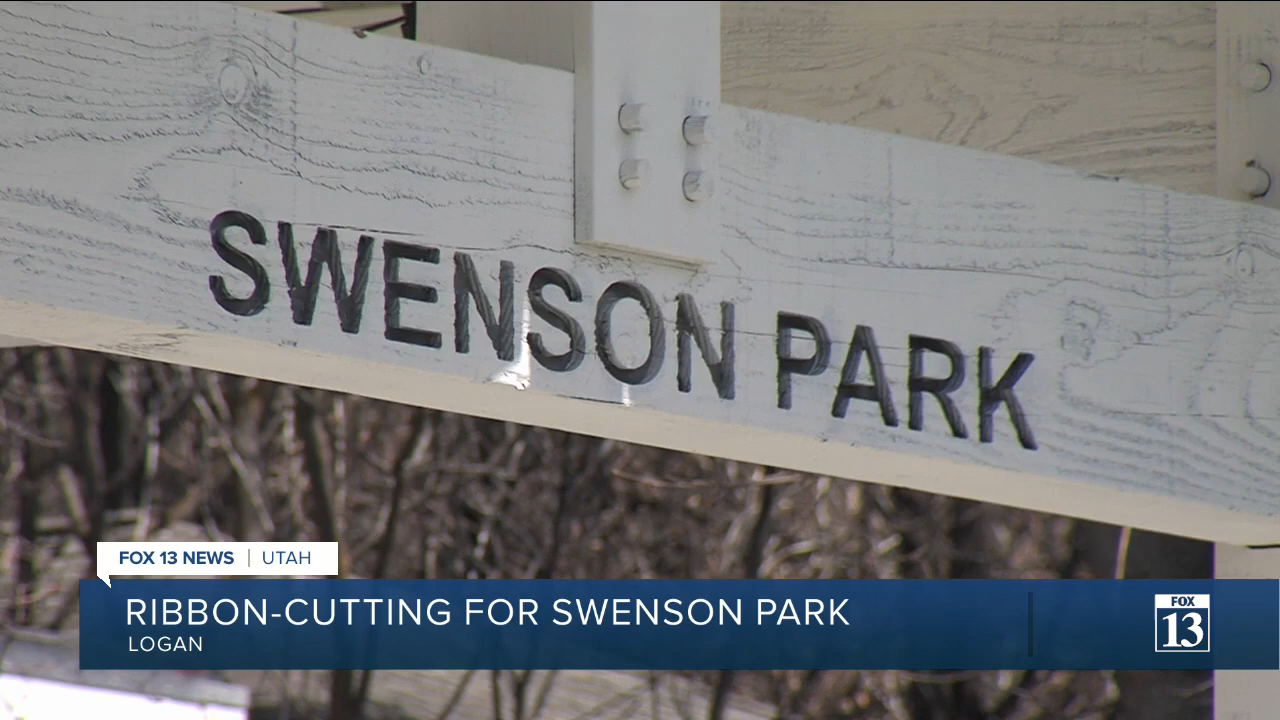 SWENSON PARK
FOX 13 NEWS | UTAH
RIBBON-CUTTING FOR SWENSON PARK
LOGAN
FOX
13